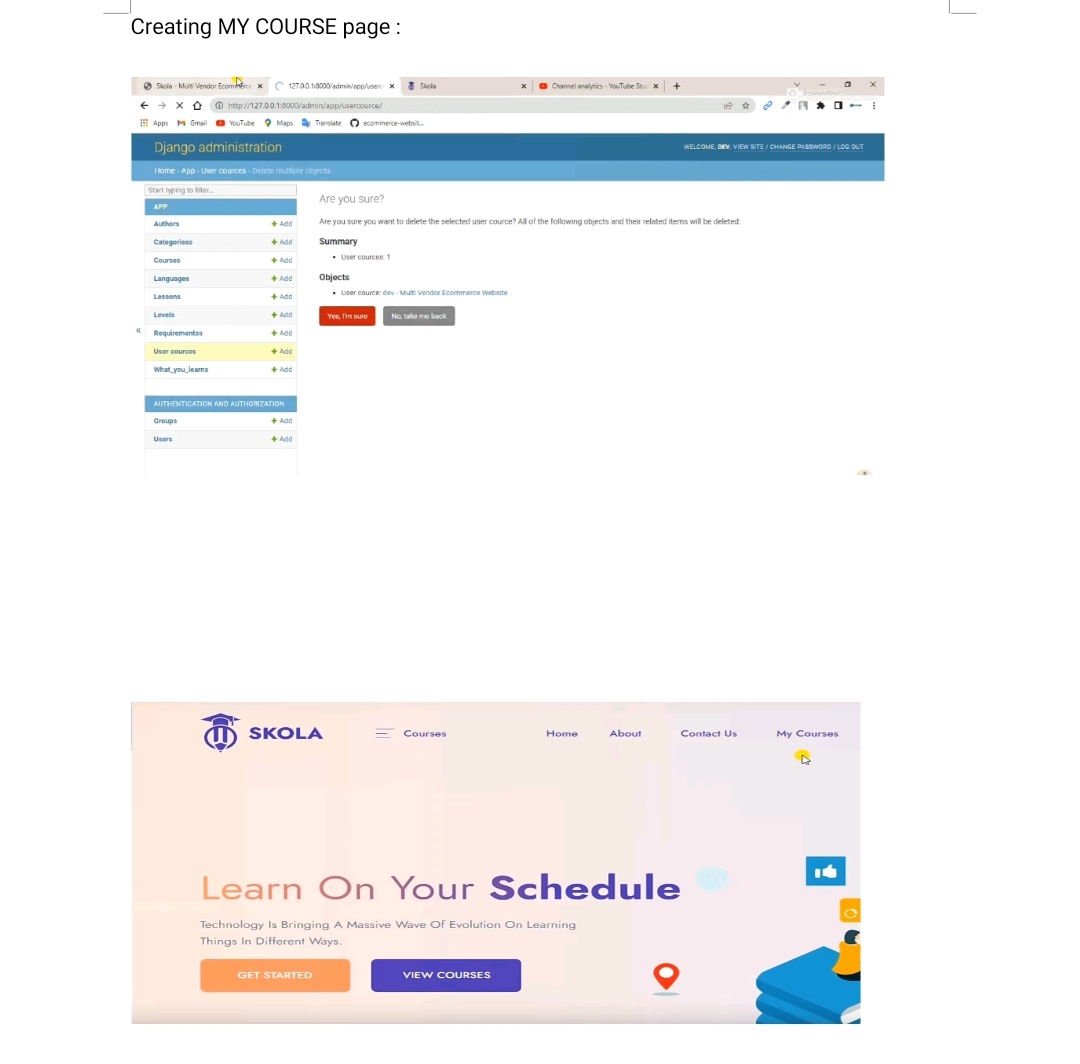 Creating MY COURSE page :
Skola - Multi Vendor Ecommerce
127.0.0.1:8000/admin/app/userc
Skola
Channel analytics - YouTube Stu
http://127.0.0.1:8000/admin/app/usercource/
Apps Gmail YouTube Maps Translate ecommerce-websit...
Django administration
WELCOME, DEV. VIEW SITE / CHANGE PASSWORD / LOG OUT
Home › App › User cources › Delete multiple objects
Start typing to filter...
APP
Authors + Add
Categoriess + Add
Courses + Add
Languages + Add
Lessons + Add
Levels + Add
Requirementss + Add
User cources + Add
What_you_learns + Add
AUTHENTICATION AND AUTHORIZATION
Groups + Add
Users + Add
«
Are you sure?
Are you sure you want to delete the selected user cource? All of the following objects and their related items will be deleted:
Summary
• User cources: 1
Objects
• User cource: dev - Multi Vendor Ecommerce Website
Yes, I'm sure
No, take me back
SKOLA
Courses
Home
About
Contact Us
My Courses
Learn On Your Schedule
Technology Is Bringing A Massive Wave Of Evolution On Learning
Things In Different Ways.
GET STARTED
VIEW COURSES